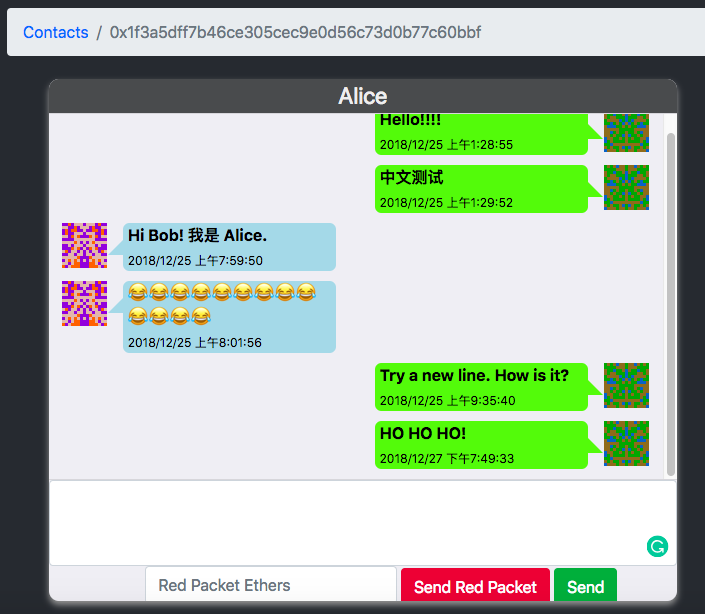 Contacts / 0x1f3a5dff7b46ce305cec9e0d56c73d0b77c60bbf
Alice
Hello!!!!
2018/12/25 上午1:28:55
中文测试
2018/12/25 上午1:29:52
Hi Bob! 我是 Alice.
2018/12/25 上午7:59:50
😂😂😂😂😂😂😂😂😂
😂😂😂😂
2018/12/25 上午8:01:56
Try a new line. How is it?
2018/12/25 上午9:35:40
HO HO HO!
2018/12/27 下午7:49:33
Red Packet Ethers
Send Red Packet
Send